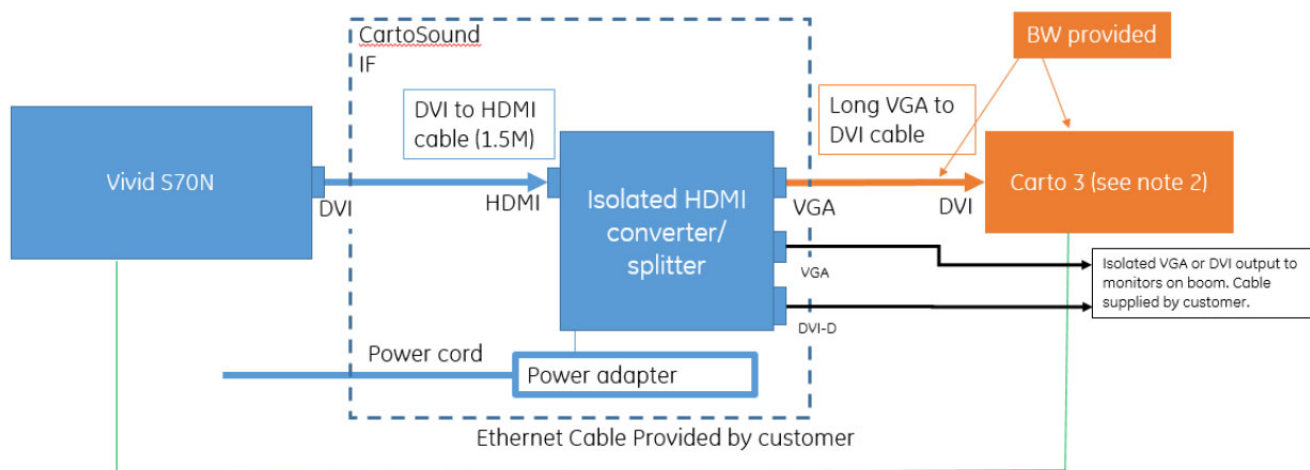 CartoSound
IF
BW provided
DVI to HDMI
cable (1.5M)
Long VGA to
DVI cable
Vivid S70N
DVI
HDMI
Isolated HDMI
converter/
splitter
VGA
DVI
Carto 3 (see note 2)
VGA
DVI-D
Isolated VGA or DVI output to
monitors on boom. Cable
supplied by customer.
Power cord
Power adapter
Ethernet Cable Provided by customer